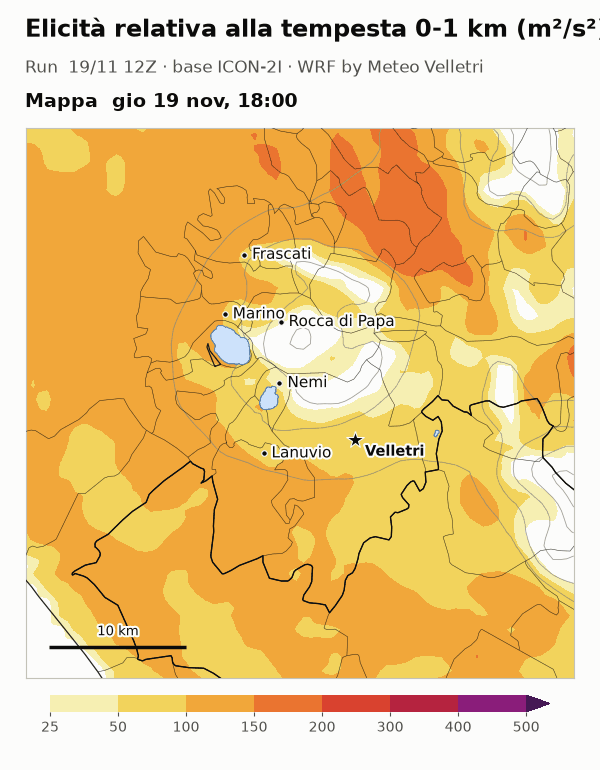 Elicità relativa alla tempesta 0-1 km (m²/s²)
Run 19/11 12Z · base ICON-2I · WRF by Meteo Velletri
Mappa gio 19 nov, 18:00
Frascati
Marino
Rocca di Papa
Nemi
Velletri
Lanuvio
10 km
25 50 100 150 200 300 400 500